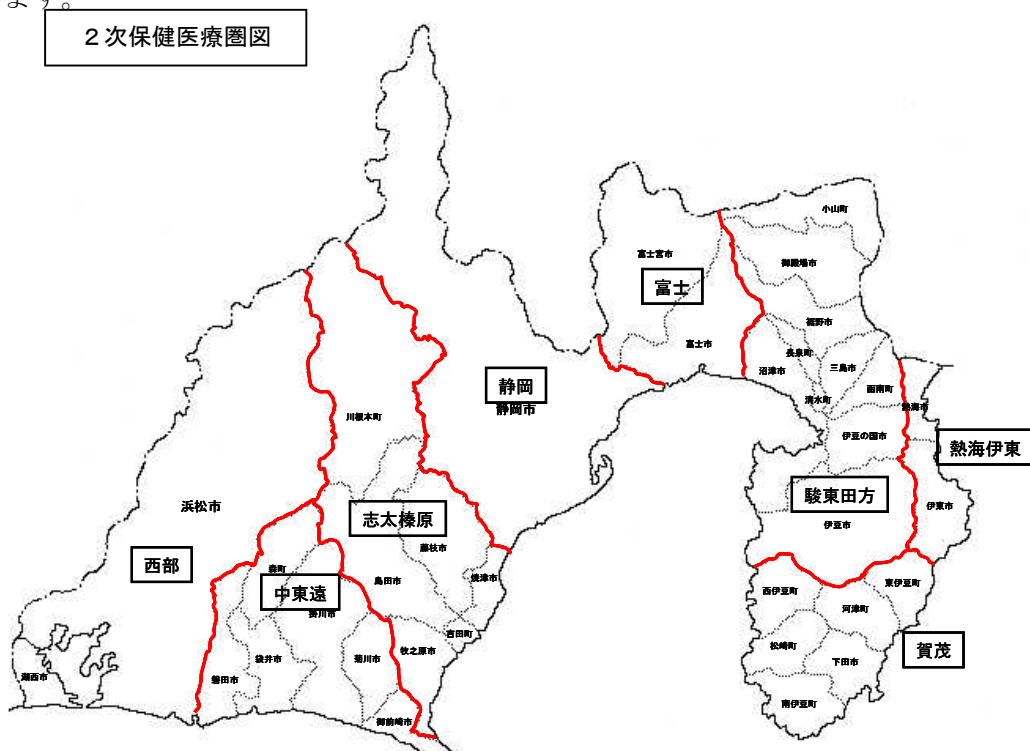 ます。
２次保健医療圏図
小山町
富士宮市
御殿場市
富士
裾野市
富士市
長泉町
沼津市
三島市
函南町
静岡
静岡市
清水町
熱海市
川根本町
伊豆の国市
熱海伊東
駿東田方
浜松市
伊東市
志太榛原
伊豆市
藤枝市
西部
森町
島田市
焼津市
中東遠
掛川市
西伊豆町
東伊豆町
河津町
吉田町
松崎町
賀茂
牧之原市
袋井市
菊川市
下田市
磐田市
湖西市
南伊豆町
御前崎市